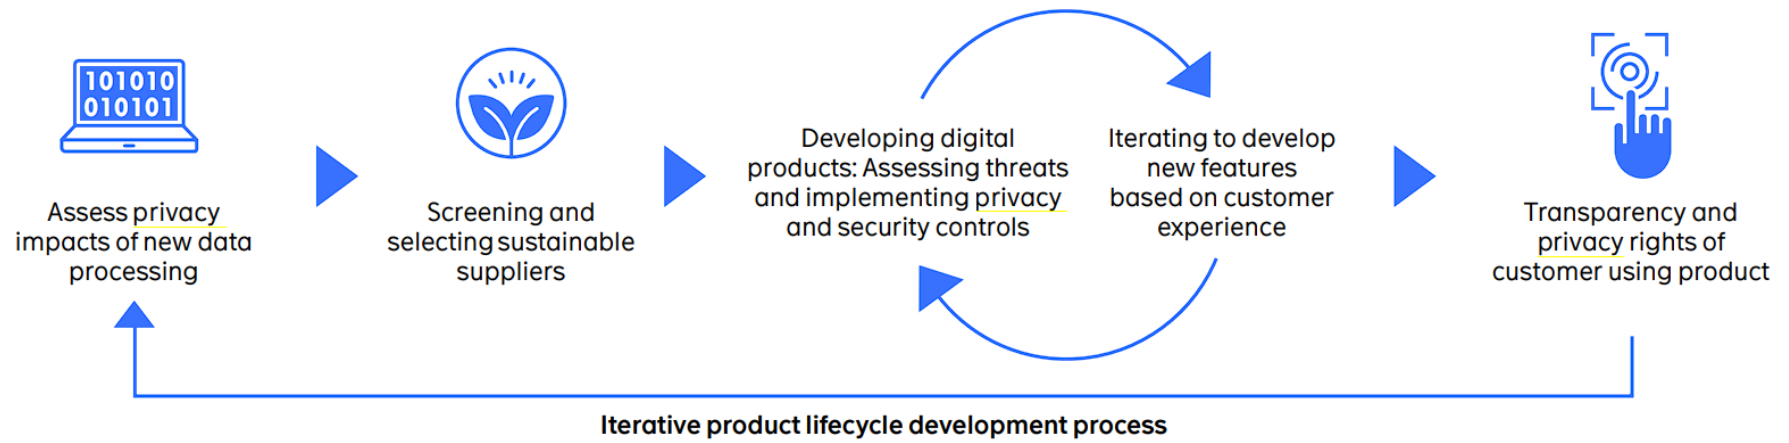 101010
010101
Assess privacy
impacts of new data
processing
Screening and
selecting sustainable
suppliers
Developing digital
products: Assessing threats
and implementing privacy
and security controls
Iterating to develop
new features
based on customer
experience
Transparency and
privacy rights of
customer using product
Iterative product lifecycle development process